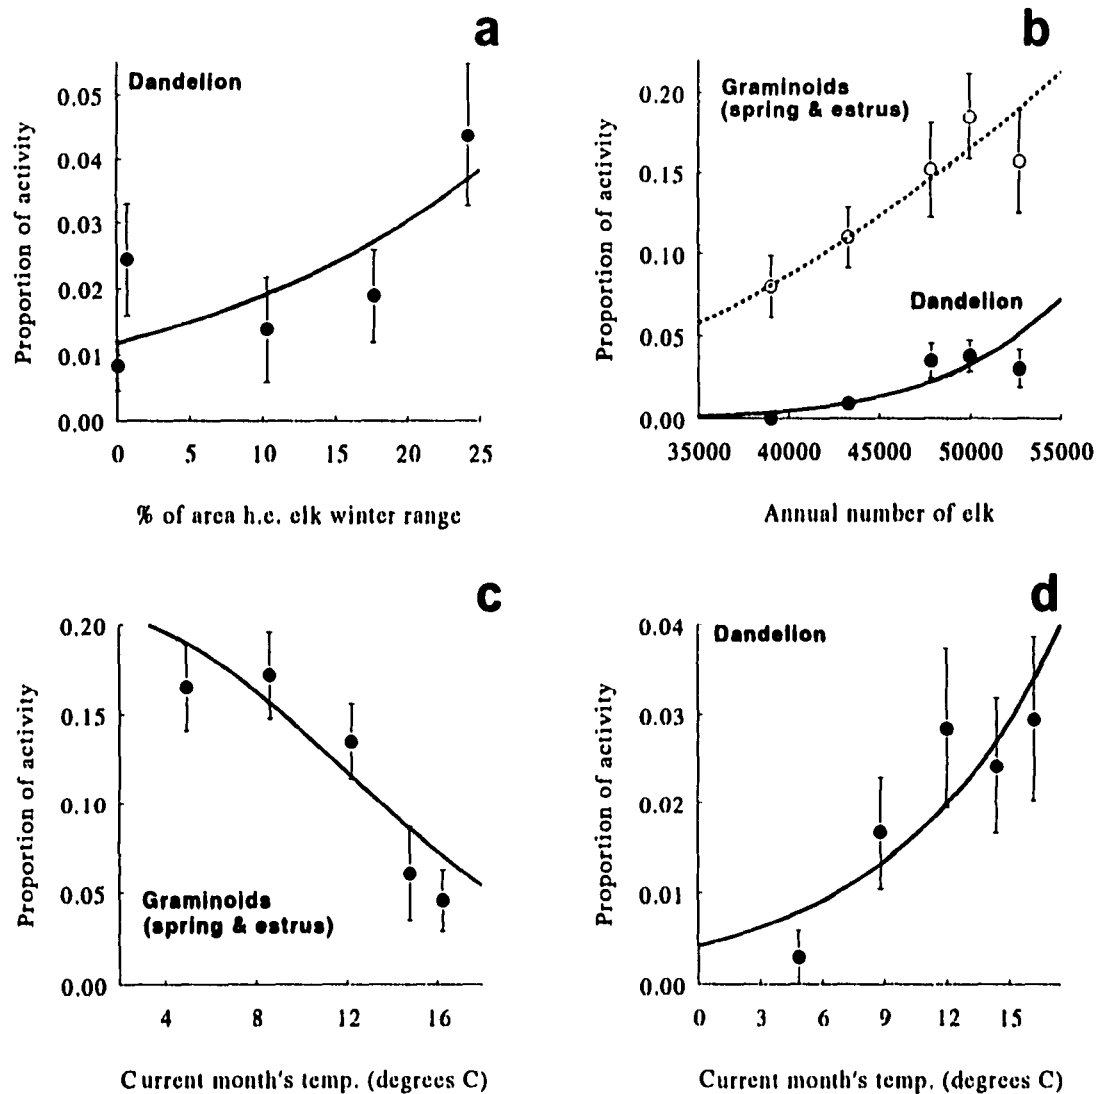 a
Dandelion
Proportion of activity
0.05
0.04
0.03
0.02
0.01
0.00
0 5 10 15 20 25
% of area h.e. elk winter range
b
Graminoids
(spring & estrus)
Dandelion
Proportion of activity
0.20
0.15
0.10
0.05
0.00
35000 40000 45000 50000 55000
Annual number of elk
c
Graminoids
(spring & estrus)
Proportion of activity
0.20
0.15
0.10
0.05
0.00
4 8 12 16
Current month's temp. (degrees C)
d
Dandelion
Proportion of activity
0.04
0.03
0.02
0.01
0.00
0 3 6 9 12 15
Current month's temp. (degrees C)